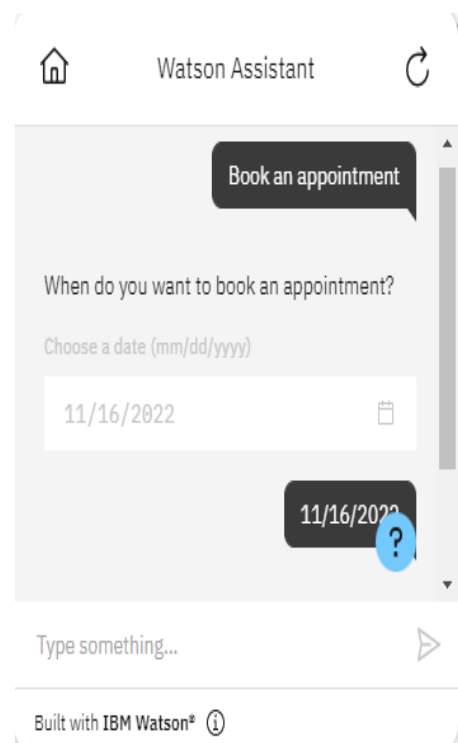 Watson Assistant
Book an appointment
When do you want to book an appointment?
Choose a date (mm/dd/yyyy)
11/16/2022
11/16/2022
?
Type something...
Built with IBM Watson®